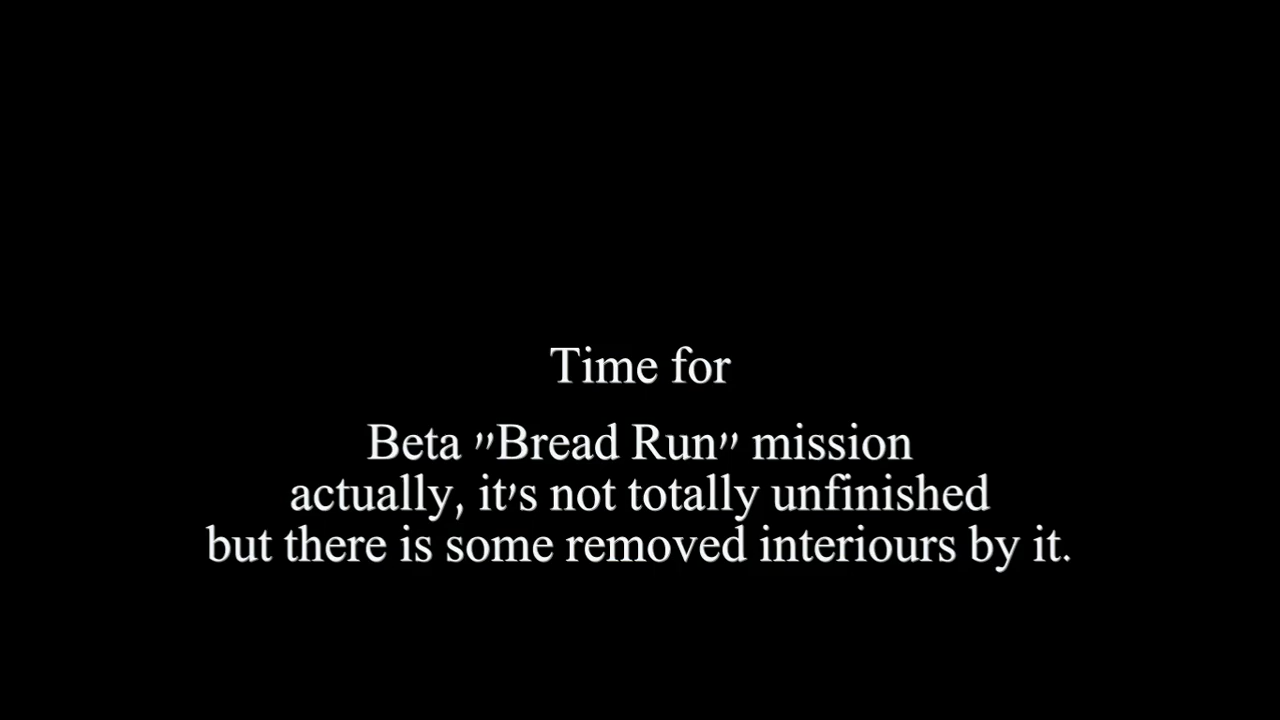 Time for
Beta "Bread Run" mission
actually, it's not totally unfinished
but there is some removed interiours by it.